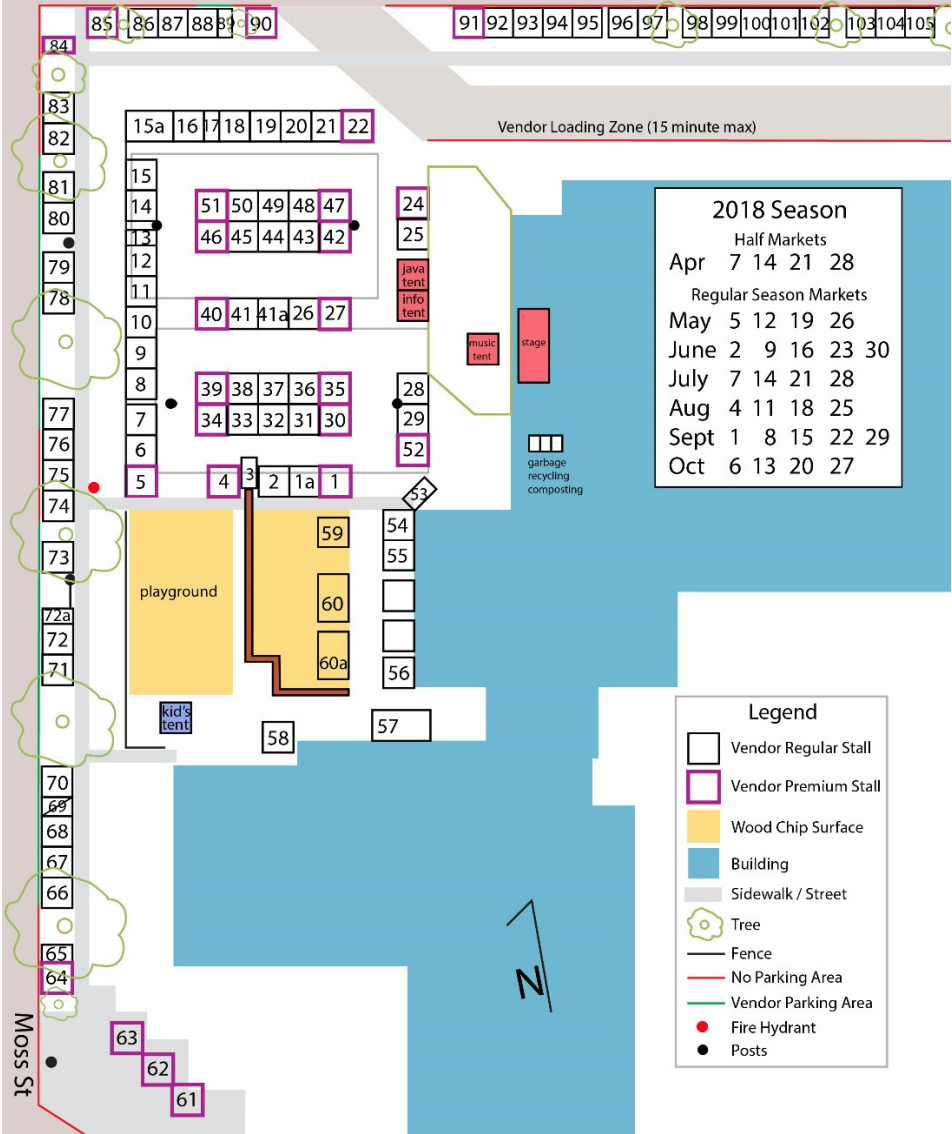 85 86 87 88 89 90 91 92 93 94 95 96 97 98 99 100 101 102 103 104 105
84
83
82
81
80
79
78
77
76
75
74
73
72a
72
71
70
69
68
67
66
65
64
63
62
61
Moss St
Vendor Loading Zone (15 minute max)
15a 16 17 18 19 20 21 22
15
14
13
12
11
10
9
8
7
6
5
51 50 49 48 47
46 45 44 43 42
40 41 41a 26 27
39 38 37 36 35
34 33 32 31 30
4 3 2 1a 1
24
25
java
tent
info
tent
28
29
52
53
54
55
56
57
58
59
60
60a
music
tent
stage
garbage
recycling
composting
playground
kid's
tent
2018 Season
Half Markets
Apr 7 14 21 28
Regular Season Markets
May 5 12 19 26
June 2 9 16 23 30
July 7 14 21 28
Aug 4 11 18 25
Sept 1 8 15 22 29
Oct 6 13 20 27
Legend
Vendor Regular Stall
Vendor Premium Stall
Wood Chip Surface
Building
Sidewalk / Street
Tree
Fence
No Parking Area
Vendor Parking Area
Fire Hydrant
Posts
N